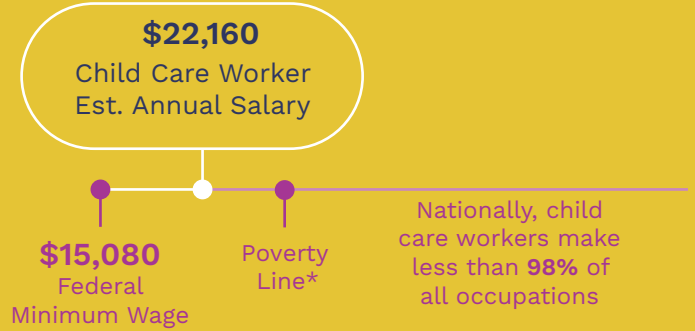 $22,160
Child Care Worker
Est. Annual Salary
$15,080
Federal
Minimum Wage
Poverty
Line*
Nationally, child
care workers make
less than 98% of
all occupations